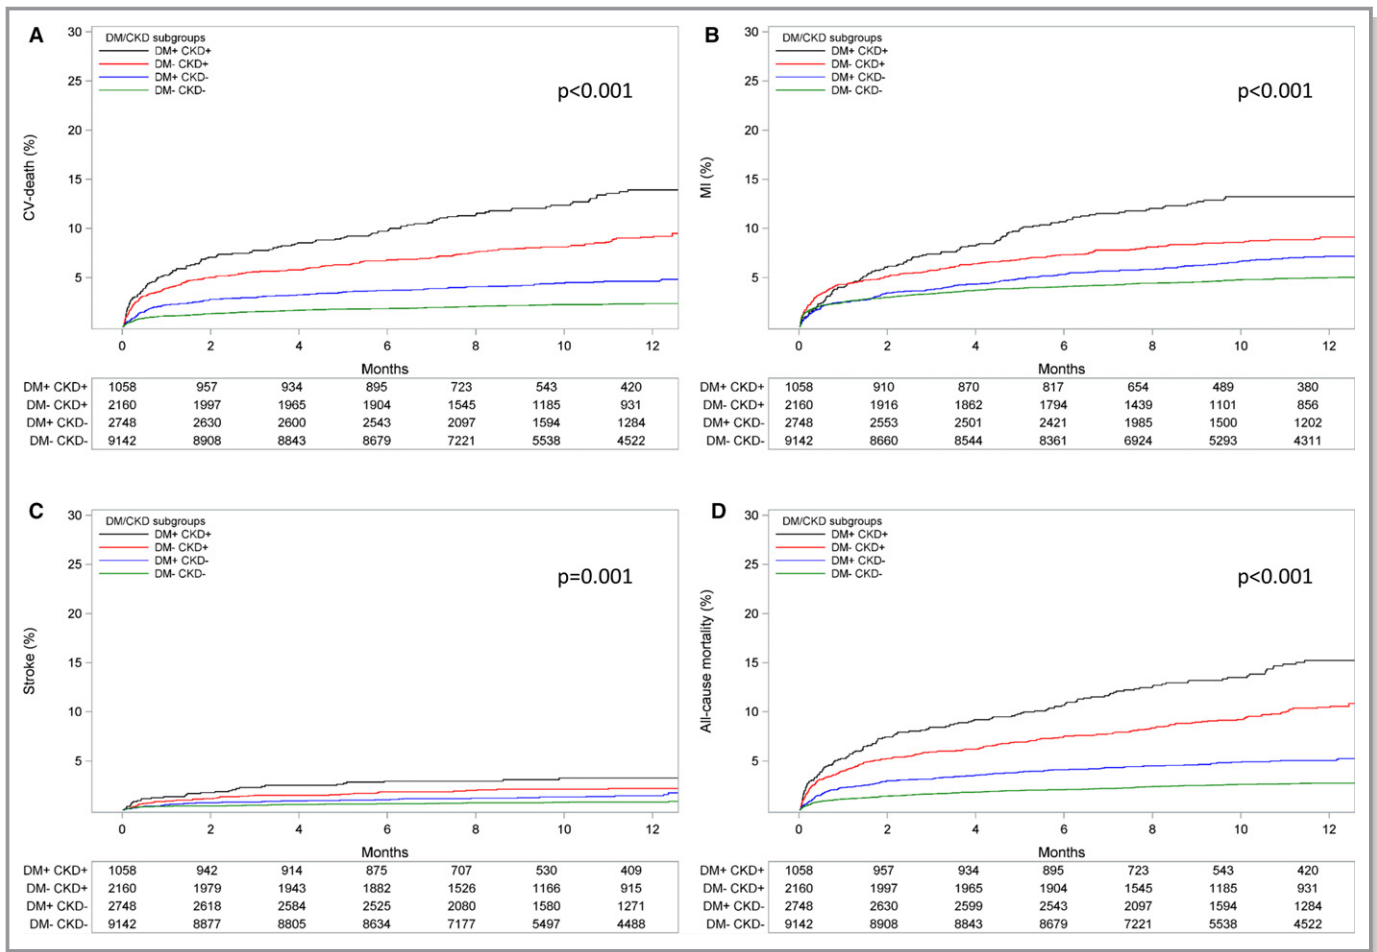 A
DM/CKD subgroups
DM+ CKD+
DM- CKD+
DM+ CKD-
DM- CKD-
p<0.001
CV-death (%)
30
25
20
15
10
5
0 2 4 6 8 10 12
Months
DM+ CKD+ 1058 957 934 895 723 543 420
DM- CKD+ 2160 1997 1965 1904 1545 1185 931
DM+ CKD- 2748 2630 2600 2543 2097 1594 1284
DM- CKD- 9142 8908 8843 8679 7221 5538 4522
B
DM/CKD subgroups
DM+ CKD+
DM- CKD+
DM+ CKD-
DM- CKD-
p<0.001
MI (%)
30
25
20
15
10
5
0 2 4 6 8 10 12
Months
DM+ CKD+ 1058 910 870 817 654 489 380
DM- CKD+ 2160 1916 1862 1794 1439 1101 856
DM+ CKD- 2748 2553 2501 2421 1985 1500 1202
DM- CKD- 9142 8660 8544 8361 6924 5293 4311
C
DM/CKD subgroups
DM+ CKD+
DM- CKD+
DM+ CKD-
DM- CKD-
p=0.001
Stroke (%)
30
25
20
15
10
5
0 2 4 6 8 10 12
Months
DM+ CKD+ 1058 942 914 875 707 530 409
DM- CKD+ 2160 1979 1943 1882 1526 1166 915
DM+ CKD- 2748 2618 2584 2525 2080 1580 1271
DM- CKD- 9142 8877 8805 8634 7177 5497 4488
D
DM/CKD subgroups
DM+ CKD+
DM- CKD+
DM+ CKD-
DM- CKD-
p<0.001
All-cause mortality (%)
30
25
20
15
10
5
0 2 4 6 8 10 12
Months
DM+ CKD+ 1058 957 934 895 723 543 420
DM- CKD+ 2160 1997 1965 1904 1545 1185 931
DM+ CKD- 2748 2630 2599 2543 2097 1594 1284
DM- CKD- 9142 8908 8843 8679 7221 5538 4522